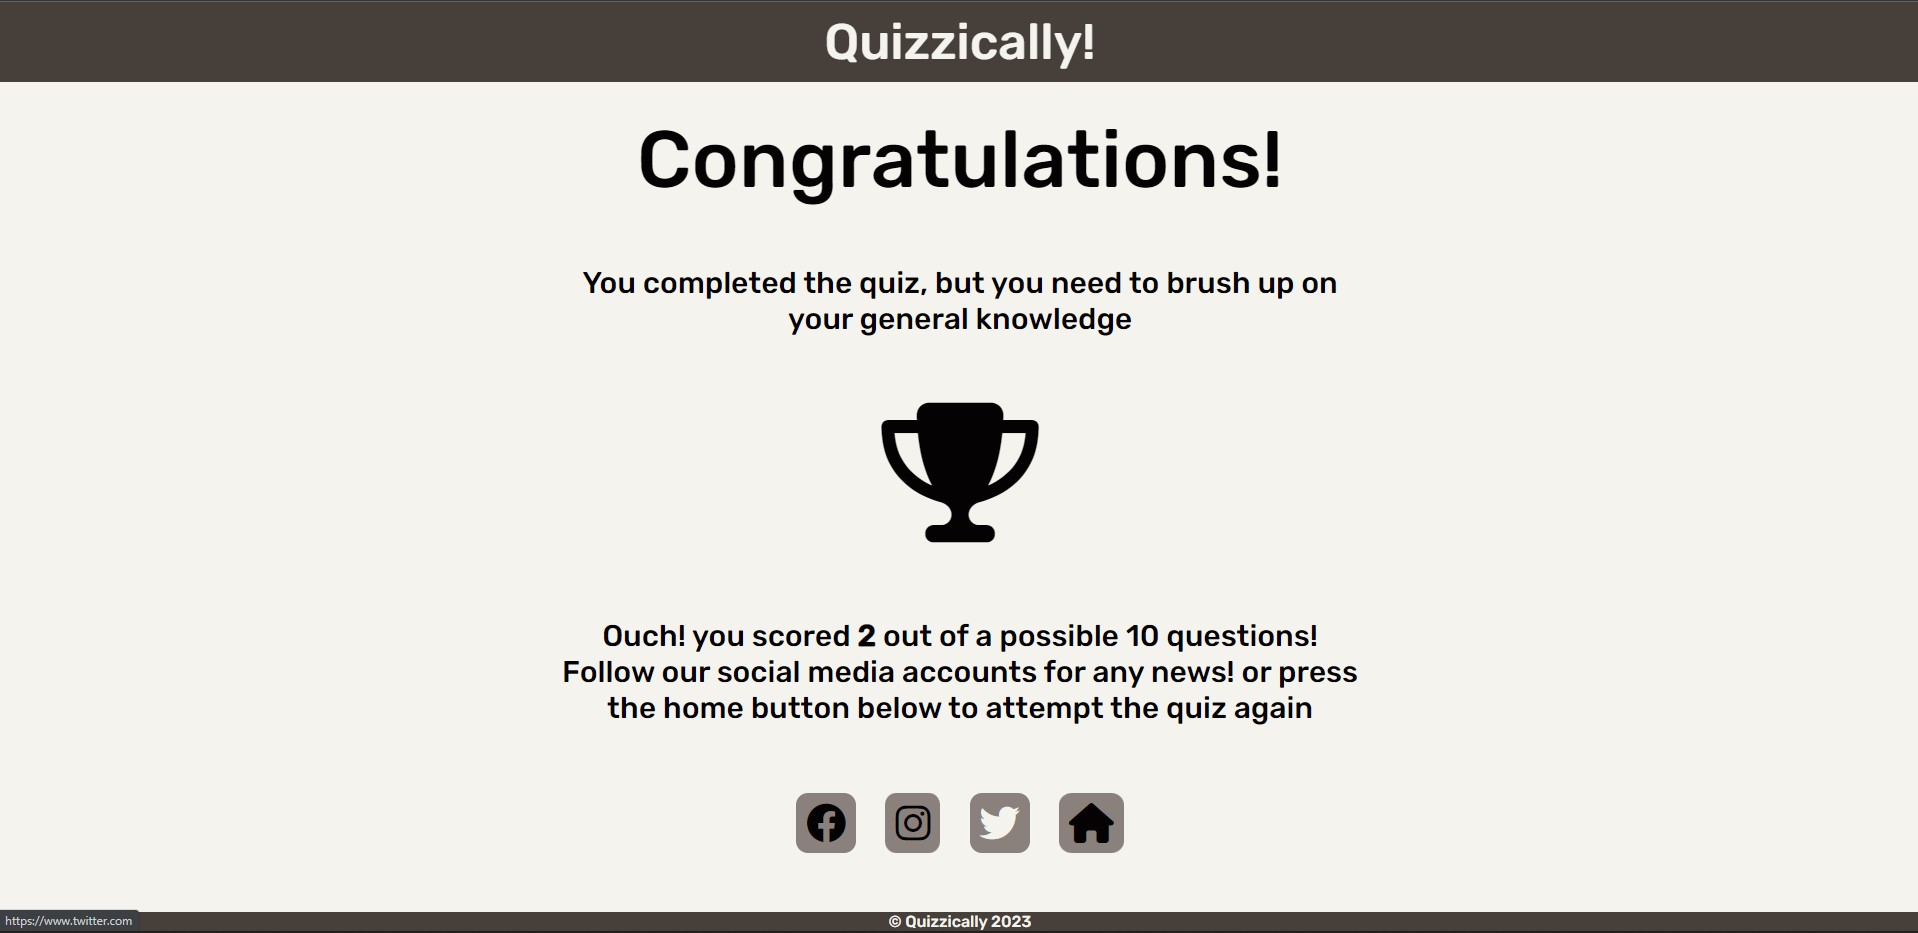 Quizzically!
Congratulations!
You completed the quiz, but you need to brush up on
your general knowledge
Ouch! you scored 2 out of a possible 10 questions!
Follow our social media accounts for any news! or press
the home button below to attempt the quiz again
https://www.twitter.com
© Quizzically 2023